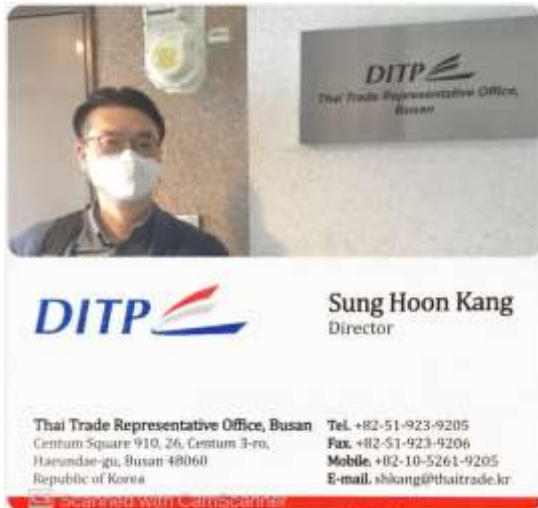 DITP
Thai Trade Representative Office,
Busan
DITP
Sung Hoon Kang
Director
Thai Trade Representative Office, Busan
Centum Square 910, 26, Centum 3-ro,
Haeundae-gu, Busan 48060
Republic of Korea
Tel. +82-51-923-9205
Fax. +82-51-923-9206
Mobile. +82-10-5261-9205
E-mail. shkang@thaitrade.kr
Scanned with CamScanner